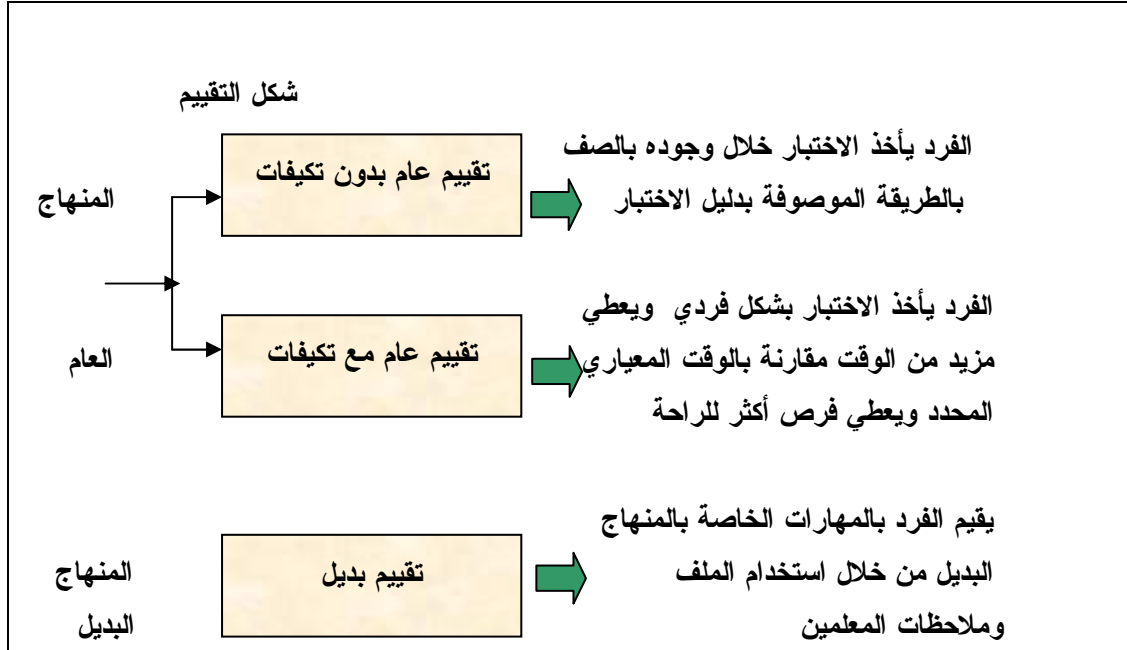 شكل التقييم
المنهاج
العام
تقييم عام بدون تكيفات
الفرد يأخذ الاختبار خلال وجوده بالصف
بالطريقة الموصوفة بدليل الاختبار
تقييم عام مع تكيفات
الفرد يأخذ الاختبار بشكل فردي ويعطي
مزيد من الوقت مقارنة بالوقت المعياري
المحدد ويعطي فرص أكثر للراحة
المنهاج
البديل
تقييم بديل
يقيم الفرد بالمهارات الخاصة بالمنهاج
البديل من خلال استخدام الملف
وملاحظات المعلمين